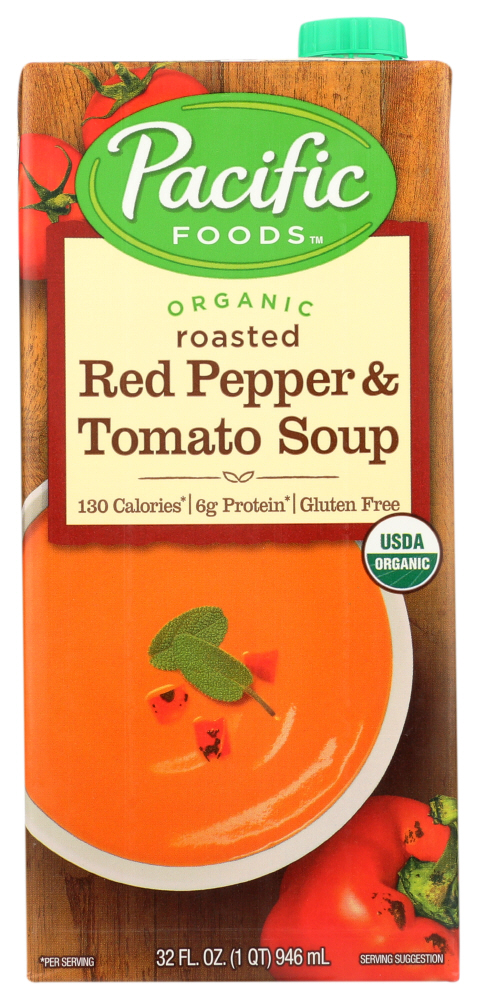 Pacific
FOODS™
ORGANIC
roasted
Red Pepper &
Tomato Soup
130 Calories* | 6g Protein* | Gluten Free
USDA
ORGANIC
*PER SERVING
32 FL. OZ. (1 QT) 946 mL
SERVING SUGGESTION